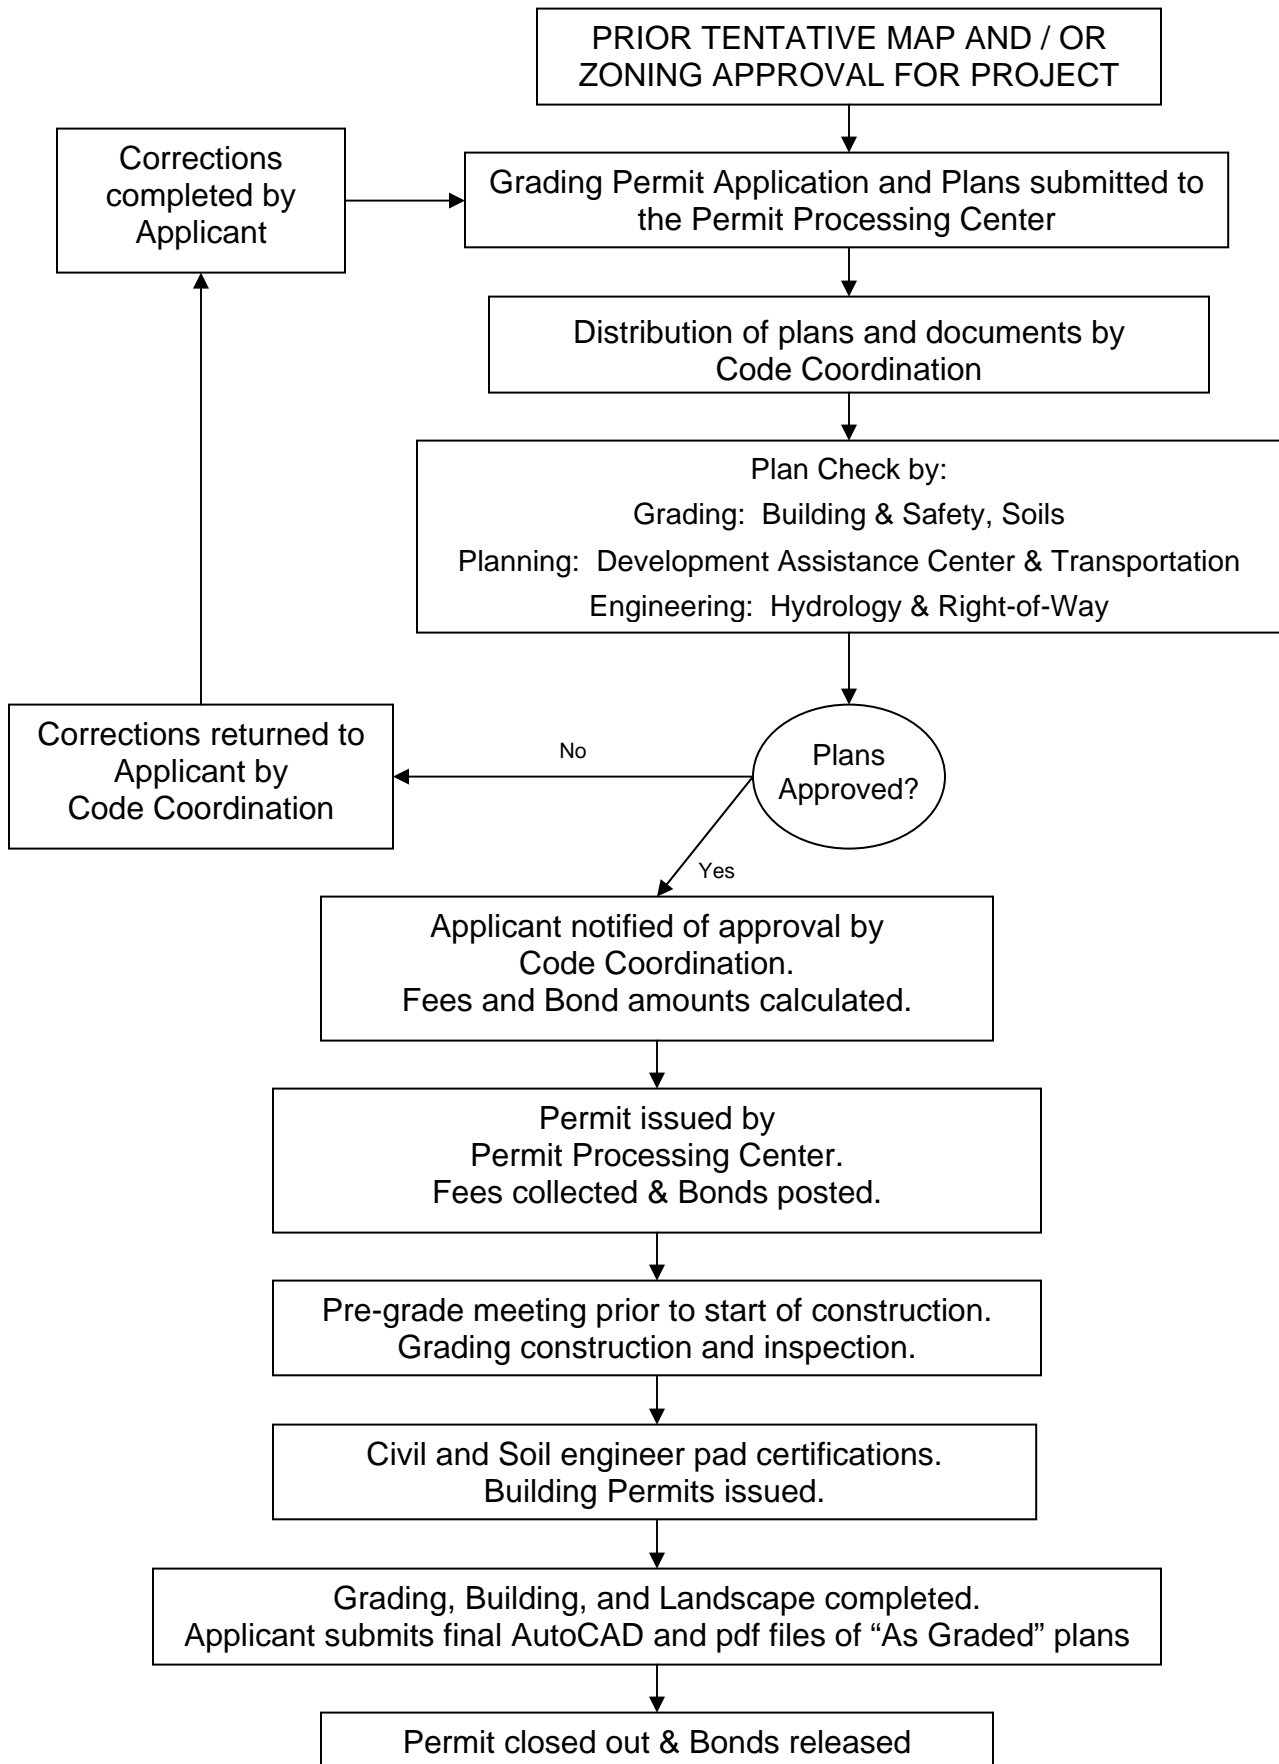 PRIOR TENTATIVE MAP AND / OR
ZONING APPROVAL FOR PROJECT
Corrections
completed by
Applicant
Grading Permit Application and Plans submitted to
the Permit Processing Center
Distribution of plans and documents by
Code Coordination
Plan Check by:
Grading: Building & Safety, Soils
Planning: Development Assistance Center & Transportation
Engineering: Hydrology & Right-of-Way
Plans
Approved?
No
Corrections returned to
Applicant by
Code Coordination
Yes
Applicant notified of approval by
Code Coordination.
Fees and Bond amounts calculated.
Permit issued by
Permit Processing Center.
Fees collected & Bonds posted.
Pre-grade meeting prior to start of construction.
Grading construction and inspection.
Civil and Soil engineer pad certifications.
Building Permits issued.
Grading, Building, and Landscape completed.
Applicant submits final AutoCAD and pdf files of “As Graded” plans
Permit closed out & Bonds released